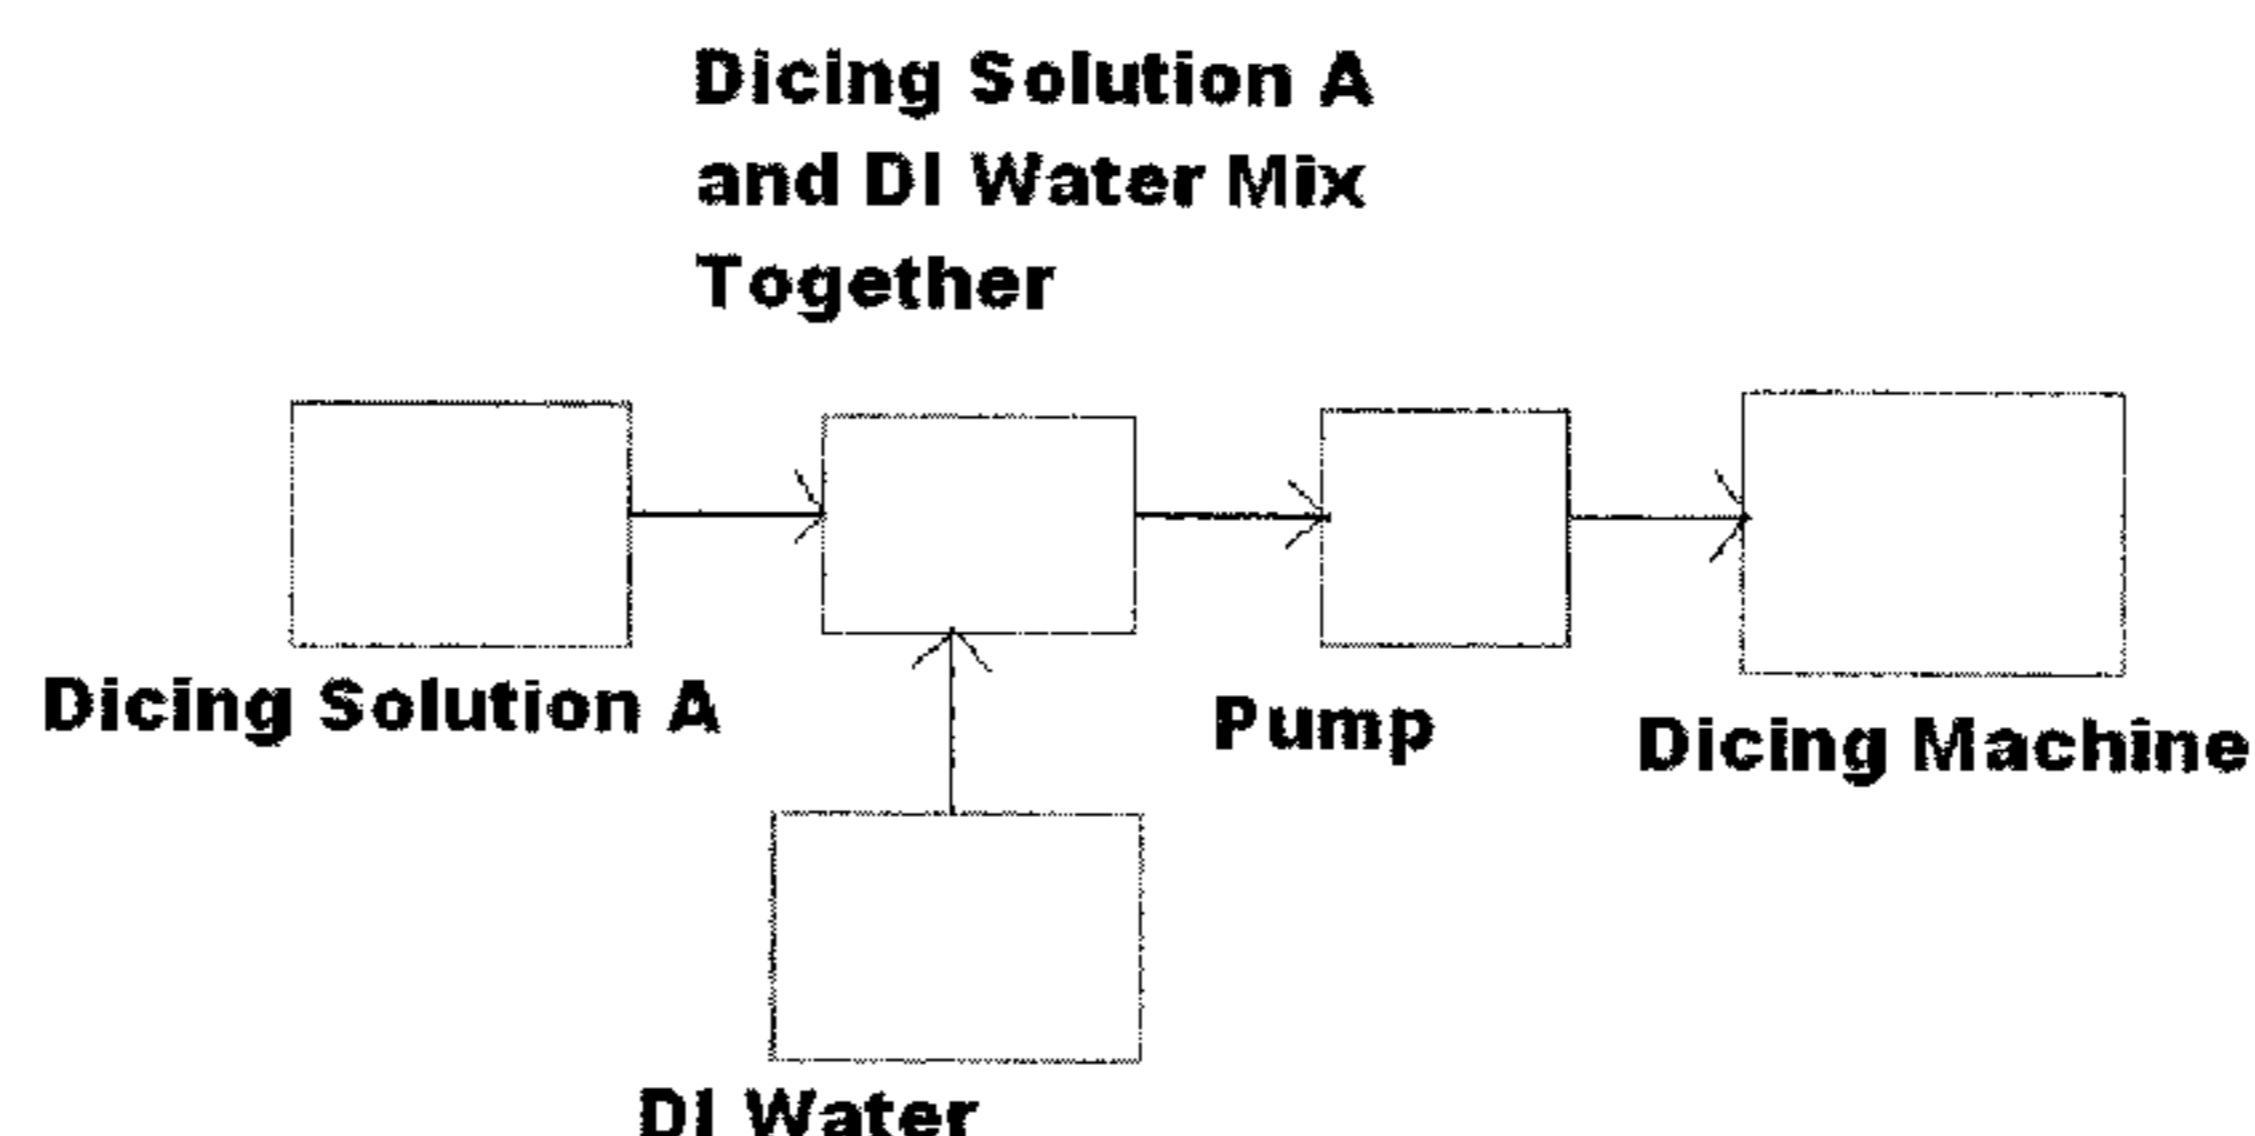 Dicing Solution A
and DI Water Mix
Together
Dicing Solution A
Pump
Dicing Machine
DI Water